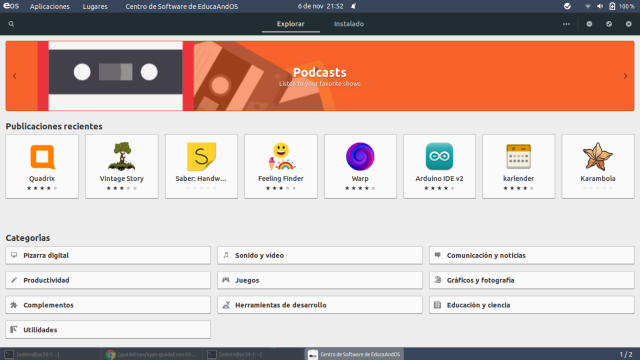 eos Aplicaciones Lugares Centro de Software de EducaAndOS 6 de nov 21:52 100 %
Explorar Instalado
Podcasts
Listen to your favorite shows
Publicaciones recientes
Quadrix Vintage Story Saber: Handw... Feeling Finder Warp Arduino IDE v2 karlender Karambola
Categorías
Pizarra digital Sonido y vídeo Comunicación y noticias
Productividad Juegos Gráficos y fotografía
Complementos Herramientas de desarrollo Educación y ciencia
Utilidades
Centro de Software de EducaAndOS 1 / 2